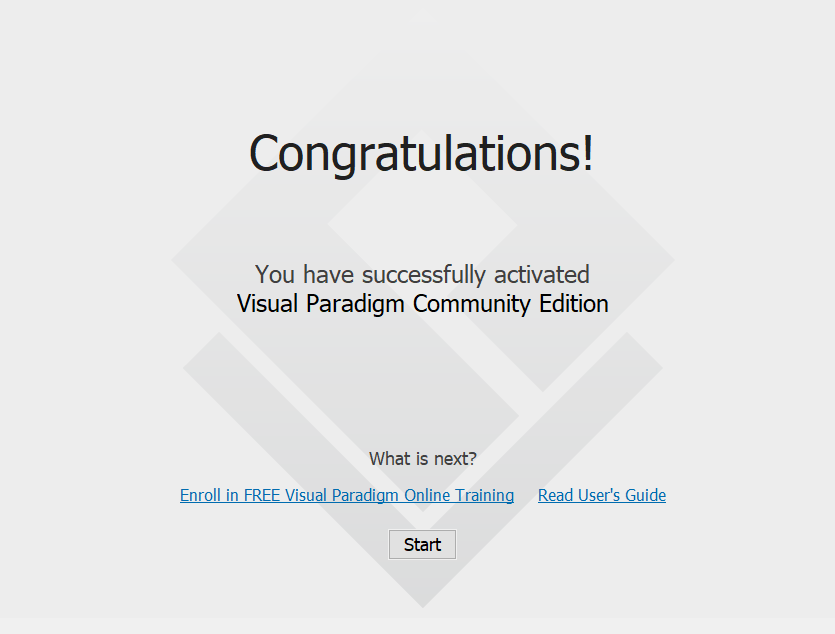 Congratulations!
You have successfully activated
Visual Paradigm Community Edition
What is next?
Enroll in FREE Visual Paradigm Online Training Read User's Guide
Start